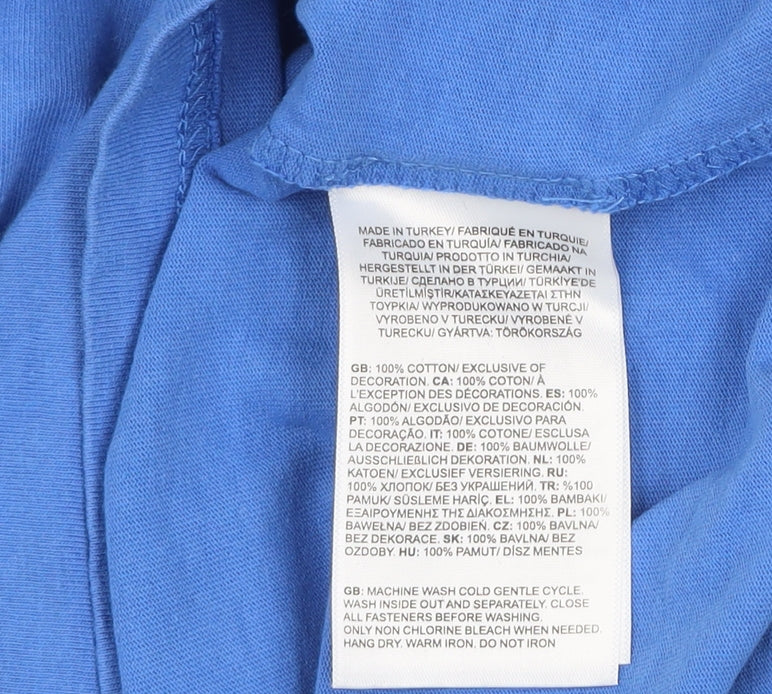 MADE IN TURKEY/ FABRIQUÉ EN TURQUIE/
FABRICADO EN TURQUÍA/ FABRICADO NA
TURQUIA/ PRODOTTO IN TURCHIA/
HERGESTELLT IN DER TÜRKEI/ GEMAAKT IN
TURKIJE/ СДЕЛАНО В ТУРЦИИ/ TÜRKİYE'DE
ÜRETİLMİŞTİR/ΚΑΤΑΣΚΕΥΑΖΕΤΑΙ ΣΤΗΝ
ΤΟΥΡΚΙΑ/ WYPRODUKOWANO W TURCJI/
VYROBENO V TURECKU/ VYROBENÉ V
TURECKU/ GYÁRTVA: TÖRÖKORSZÁG
GB: 100% COTTON/ EXCLUSIVE OF
DECORATION. CA: 100% COTON/ À
L'EXCEPTION DES DÉCORATIONS. ES: 100%
ALGODÓN/ EXCLUSIVO DE DECORACIÓN.
PT: 100% ALGODÃO/ EXCLUSIVO PARA
DECORAÇÃO. IT: 100% COTONE/ ESCLUSA
LA DECORAZIONE. DE: 100% BAUMWOLLE/
AUSSCHLIEßLICH DEKORATION. NL: 100%
KATOEN/ EXCLUSIEF VERSIERING. RU:
100% ХЛОПОК/ БЕЗ УКРАШЕНИЙ. TR: %100
PAMUK/ SÜSLEME HARİÇ. EL: 100% ΒΑΜΒΑΚΙ/
ΕΞΑΙΡΟΥΜΕΝΗΣ ΤΗΣ ΔΙΑΚΟΣΜΗΣΗΣ. PL: 100%
BAWEŁNA/ BEZ ZDOBIEŃ. CZ: 100% BAVLNA/
BEZ DEKORACE. SK: 100% BAVLNA/ BEZ
OZDOBY. HU: 100% PAMUT/ DÍSZ MENTES
GB: MACHINE WASH COLD GENTLE CYCLE.
WASH INSIDE OUT AND SEPARATELY. CLOSE
ALL FASTENERS BEFORE WASHING.
ONLY NON CHLORINE BLEACH WHEN NEEDED.
HANG DRY. WARM IRON. DO NOT IRON